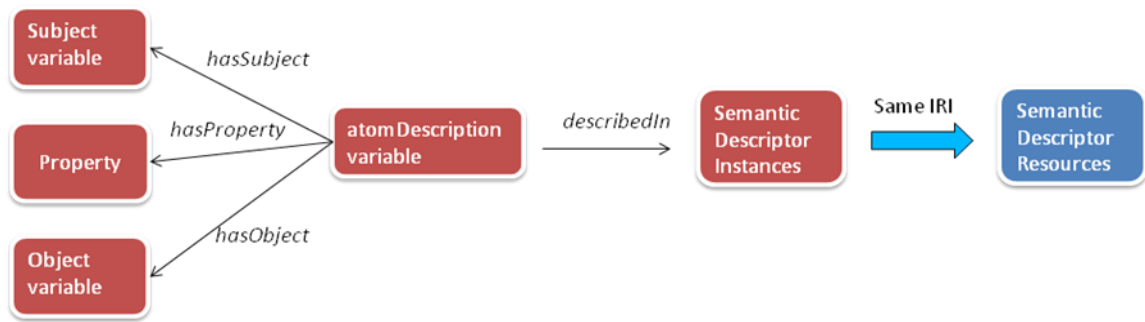 Subject
variable
hasSubject
hasProperty
Property
atomDescription
variable
describedIn
Semantic
Descriptor
Instances
Same IRI
Semantic
Descriptor
Resources
hasObject
Object
variable